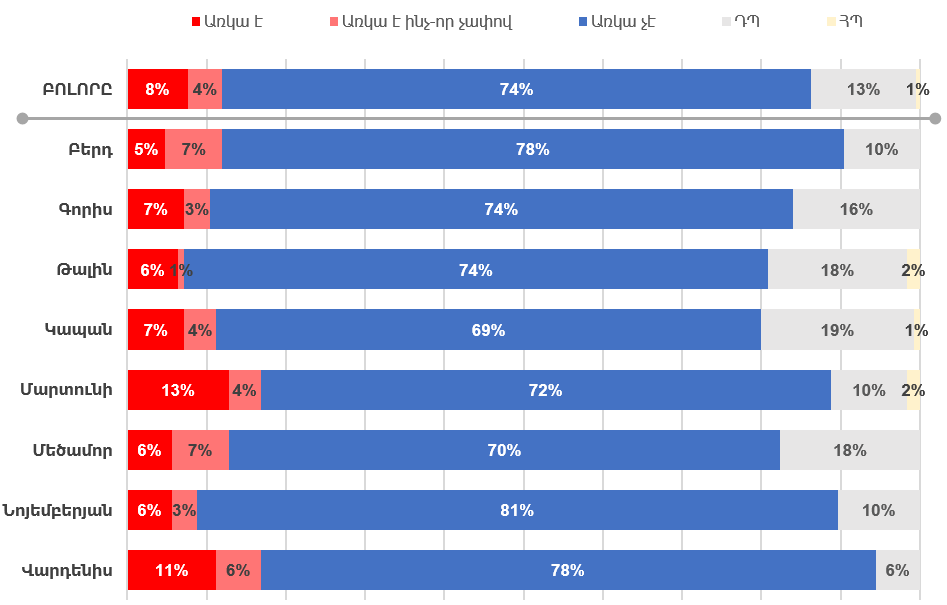 Առկա է Առկա է ինչ-որ չափով Առկա չէ ԴՊ ՀՊ
ԲՈԼՈՐԸ 8% 4% 74% 13% 1%
Բերդ 5% 7% 78% 10%
Գորիս 7% 3% 74% 16%
Թալին 6% 1% 74% 18% 2%
Կապան 7% 4% 69% 19% 1%
Մարտունի 13% 4% 72% 10% 2%
Մեծամոր 6% 7% 70% 18%
Նոյեմբերյան 6% 3% 81% 10%
Վարդենիս 11% 6% 78% 6%